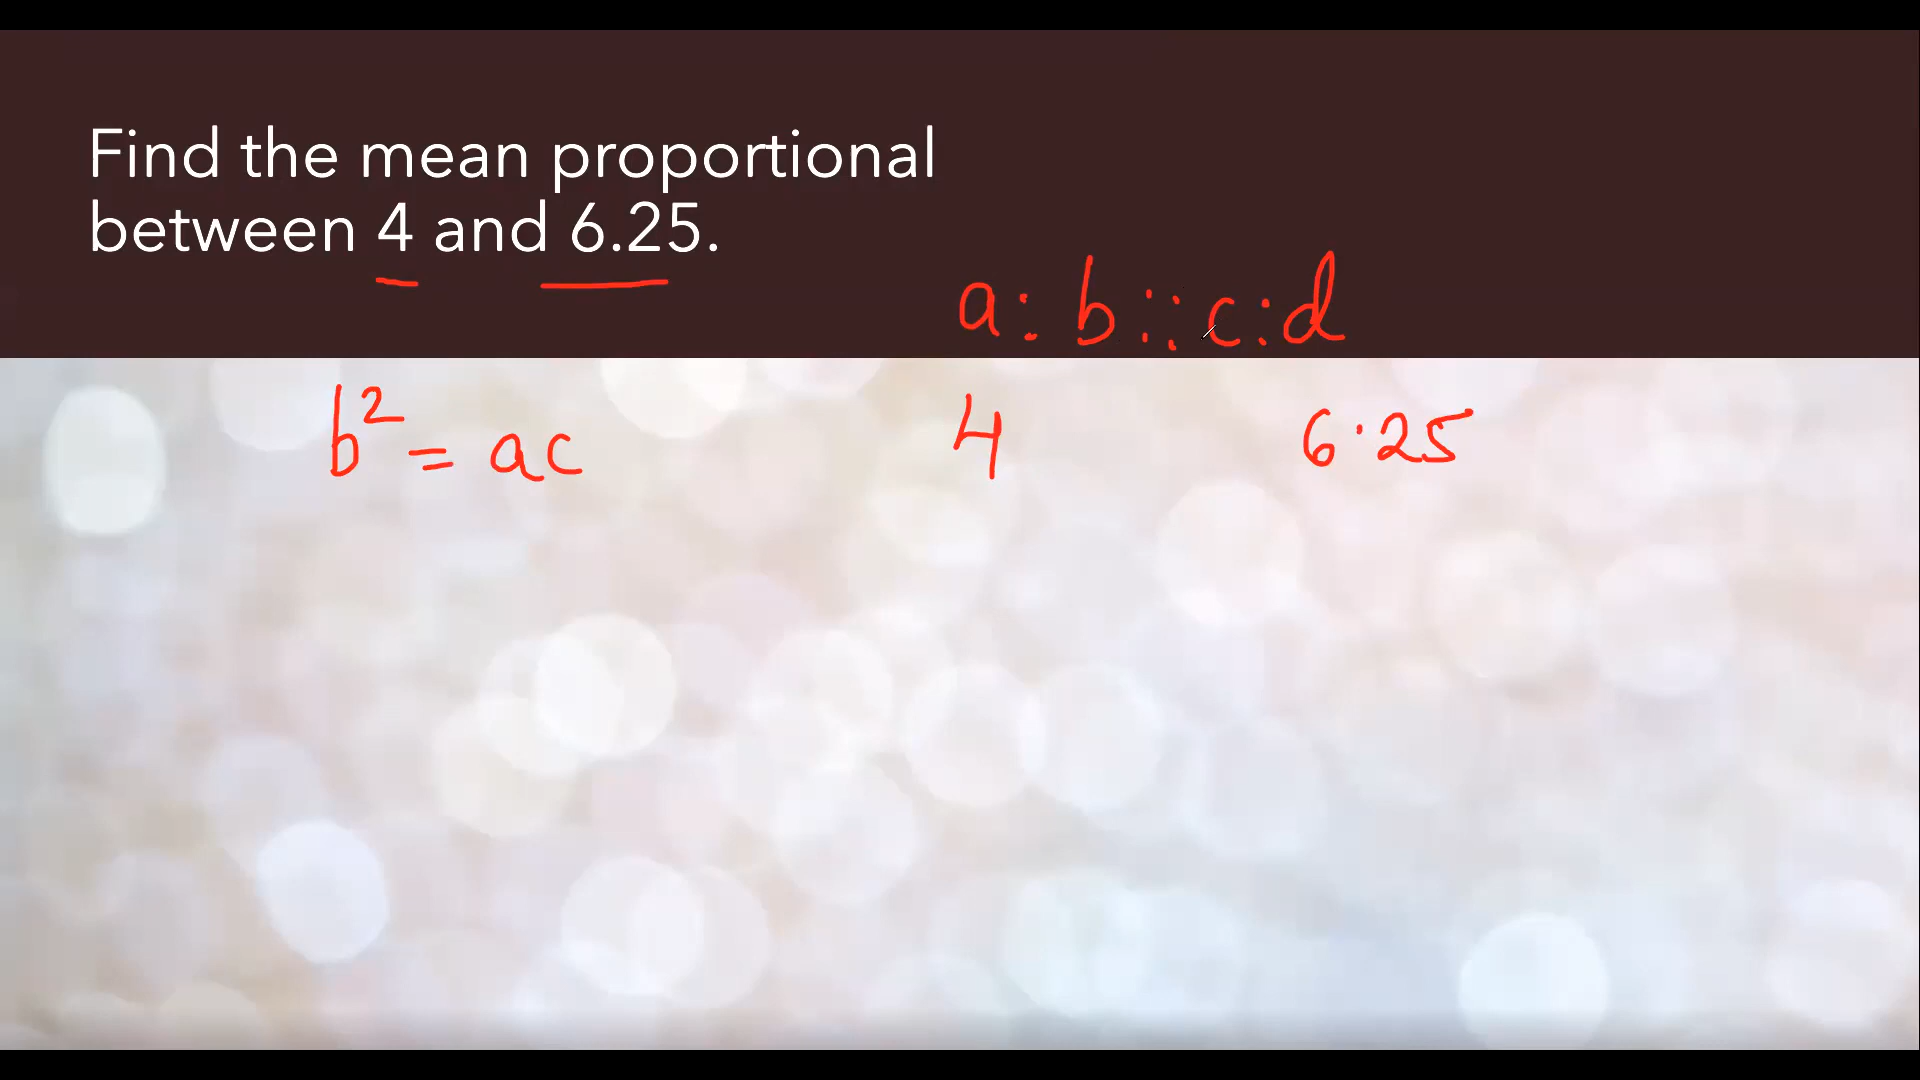 Find the mean proportional
between 4 and 6.25.
a : b :: c : d
b² = ac
4 6.25